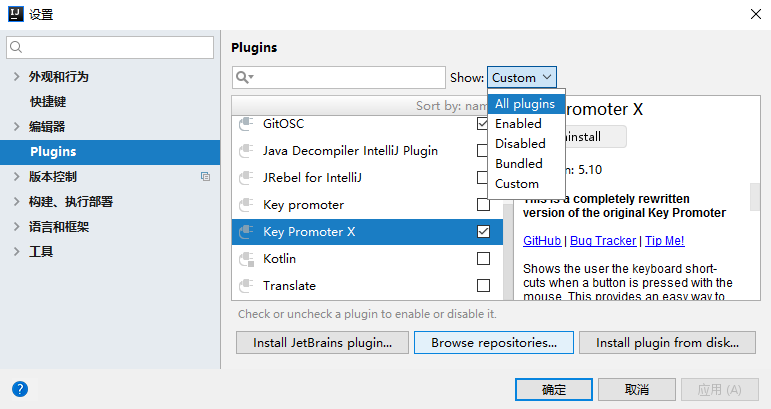 设置
外观和行为
快捷键
编辑器
Plugins
版本控制
构建、执行部署
语言和框架
工具
Plugins
Show: Custom
All plugins
Enabled
Disabled
Bundled
Custom
Sort by: nam
GitOSC
Java Decompiler IntelliJ Plugin
JRebel for IntelliJ
Key promoter
Key Promoter X
Kotlin
Translate
Promoter X
install
n: 5.10
This is a completely rewritten
version of the original Key Promoter
GitHub | Bug Tracker | Tip Me!
Shows the user the keyboard short-
cuts when a button is pressed with the
mouse. This provides an easy way to
Check or uncheck a plugin to enable or disable it.
Install JetBrains plugin...
Browse repositories...
Install plugin from disk...
?
确定
取消
应用 (A)